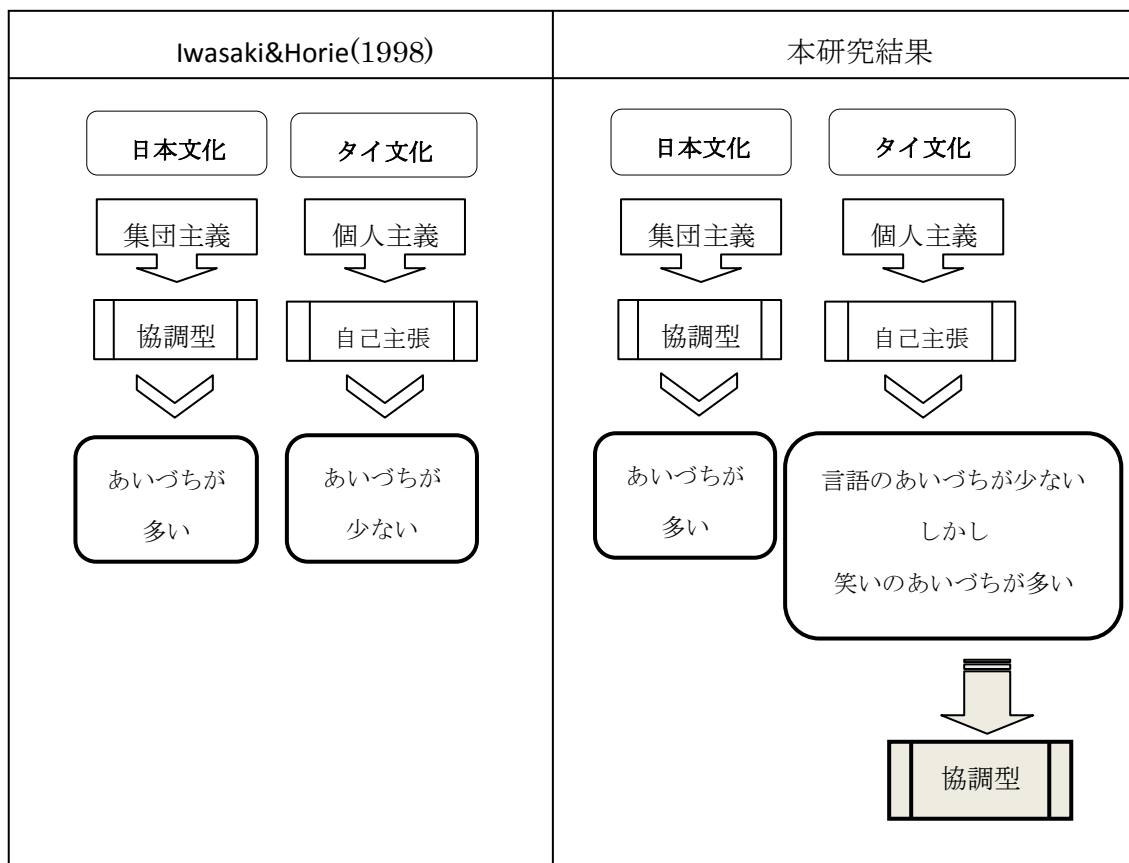 Iwasaki&Horie(1998)
日本文化
タイ文化
集団主義
個人主義
協調型
自己主張
あいづちが
多い
あいづちが
少ない
本研究結果
日本文化
タイ文化
集団主義
個人主義
協調型
自己主張
あいづちが
多い
言語のあいづちが少ない
しかし
笑いのあいづちが多い
協調型